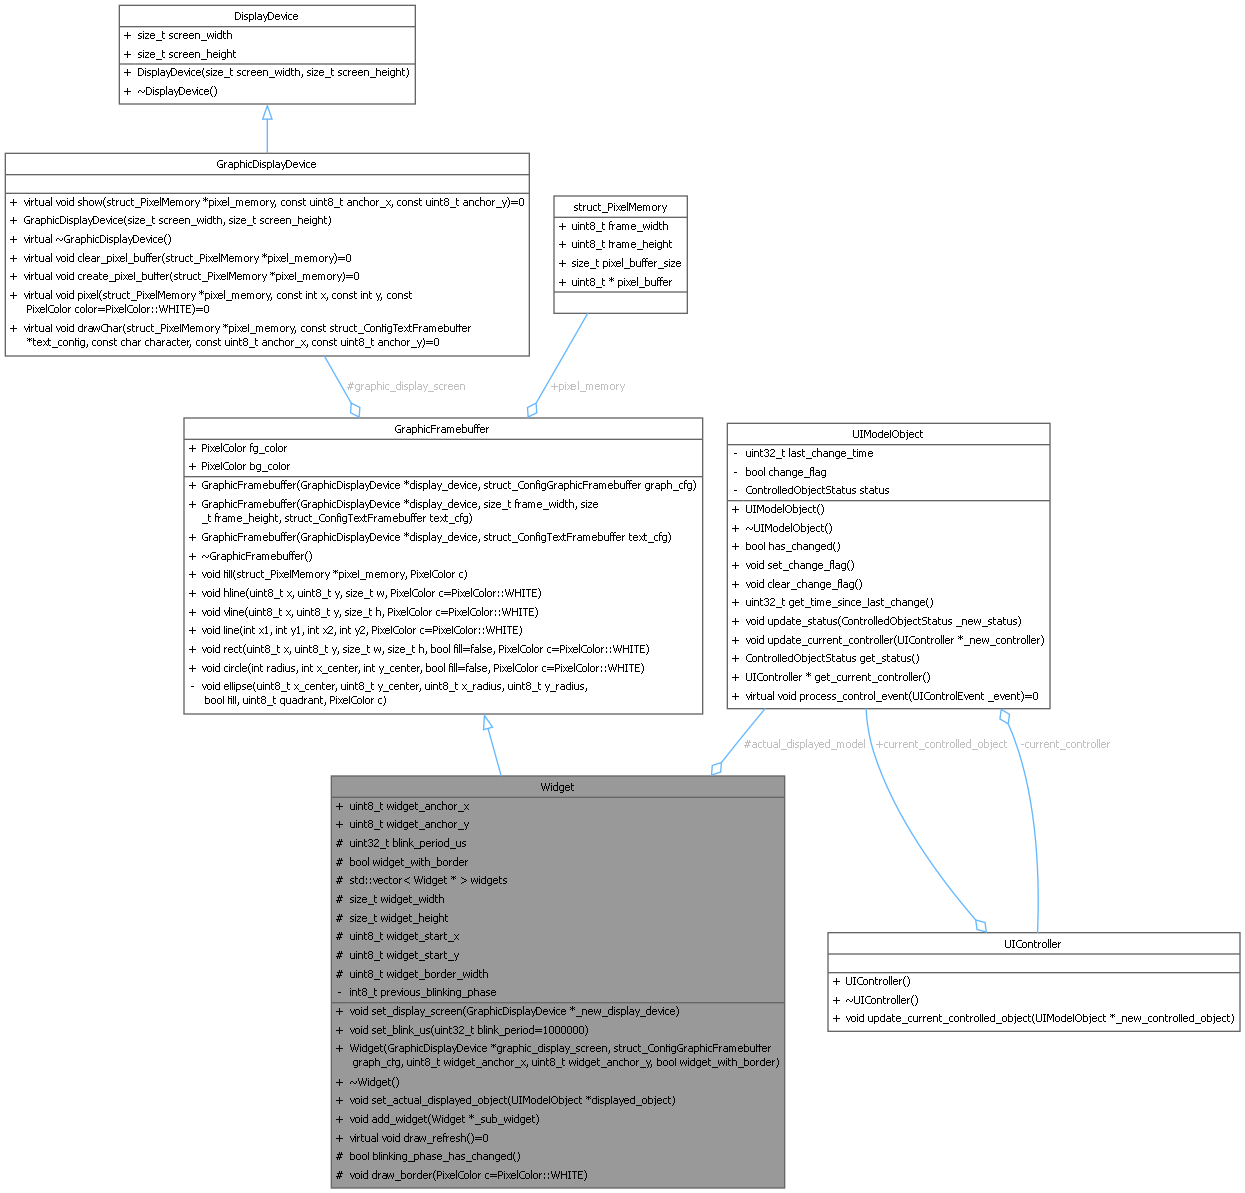 DisplayDevice
+ size_t screen_width
+ size_t screen_height
+ DisplayDevice(size_t screen_width, size_t screen_height)
+ ~DisplayDevice()
GraphicDisplayDevice
+ virtual void show(struct_PixelMemory *pixel_memory, const uint8_t anchor_x, const uint8_t anchor_y)=0
+ GraphicDisplayDevice(size_t screen_width, size_t screen_height)
+ virtual ~GraphicDisplayDevice()
+ virtual void clear_pixel_buffer(struct_PixelMemory *pixel_memory)=0
+ virtual void create_pixel_buffer(struct_PixelMemory *pixel_memory)=0
+ virtual void pixel(struct_PixelMemory *pixel_memory, const int x, const int y, const
PixelColor color=PixelColor::WHITE)=0
+ virtual void drawChar(struct_PixelMemory *pixel_memory, const struct_ConfigTextFramebuffer
*text_config, const char character, const uint8_t anchor_x, const uint8_t anchor_y)=0
struct_PixelMemory
+ uint8_t frame_width
+ uint8_t frame_height
+ size_t pixel_buffer_size
+ uint8_t * pixel_buffer
#graphic_display_screen
+pixel_memory
GraphicFramebuffer
+ PixelColor fg_color
+ PixelColor bg_color
+ GraphicFramebuffer(GraphicDisplayDevice *display_device, struct_ConfigGraphicFramebuffer graph_cfg)
+ GraphicFramebuffer(GraphicDisplayDevice *display_device, size_t frame_width, size
_t frame_height, struct_ConfigTextFramebuffer text_cfg)
+ GraphicFramebuffer(GraphicDisplayDevice *display_device, struct_ConfigTextFramebuffer text_cfg)
+ ~GraphicFramebuffer()
+ void fill(struct_PixelMemory *pixel_memory, PixelColor c)
+ void hline(uint8_t x, uint8_t y, size_t w, PixelColor c=PixelColor::WHITE)
+ void vline(uint8_t x, uint8_t y, size_t h, PixelColor c=PixelColor::WHITE)
+ void line(int x1, int y1, int x2, int y2, PixelColor c=PixelColor::WHITE)
+ void rect(uint8_t x, uint8_t y, size_t w, size_t h, bool fill=false, PixelColor c=PixelColor::WHITE)
+ void circle(int radius, int x_center, int y_center, bool fill=false, PixelColor c=PixelColor::WHITE)
- void ellipse(uint8_t x_center, uint8_t y_center, uint8_t x_radius, uint8_t y_radius,
bool fill, uint8_t quadrant, PixelColor c)
UIModelObject
- uint32_t last_change_time
- bool change_flag
- ControlledObjectStatus status
+ UIModelObject()
+ ~UIModelObject()
+ bool has_changed()
+ void set_change_flag()
+ void clear_change_flag()
+ uint32_t get_time_since_last_change()
+ void update_status(ControlledObjectStatus _new_status)
+ void update_current_controller(UIController *_new_controller)
+ ControlledObjectStatus get_status()
+ UIController * get_current_controller()
+ virtual void process_control_event(UIControlEvent _event)=0
#actual_displayed_model
+current_controlled_object
-current_controller
Widget
+ uint8_t widget_anchor_x
+ uint8_t widget_anchor_y
# uint32_t blink_period_us
# bool widget_with_border
# std::vector< Widget * > widgets
# size_t widget_width
# size_t widget_height
# uint8_t widget_start_x
# uint8_t widget_start_y
# uint8_t widget_border_width
- int8_t previous_blinking_phase
+ void set_display_screen(GraphicDisplayDevice *_new_display_device)
+ void set_blink_us(uint32_t blink_period=1000000)
+ Widget(GraphicDisplayDevice *graphic_display_screen, struct_ConfigGraphicFramebuffer
graph_cfg, uint8_t widget_anchor_x, uint8_t widget_anchor_y, bool widget_with_border)
+ ~Widget()
+ void set_actual_displayed_object(UIModelObject *displayed_object)
+ void add_widget(Widget *_sub_widget)
+ virtual void draw_refresh()=0
# bool blinking_phase_has_changed()
# void draw_border(PixelColor c=PixelColor::WHITE)
UIController
+ UIController()
+ ~UIController()
+ void update_current_controlled_object(UIModelObject *_new_controlled_object)